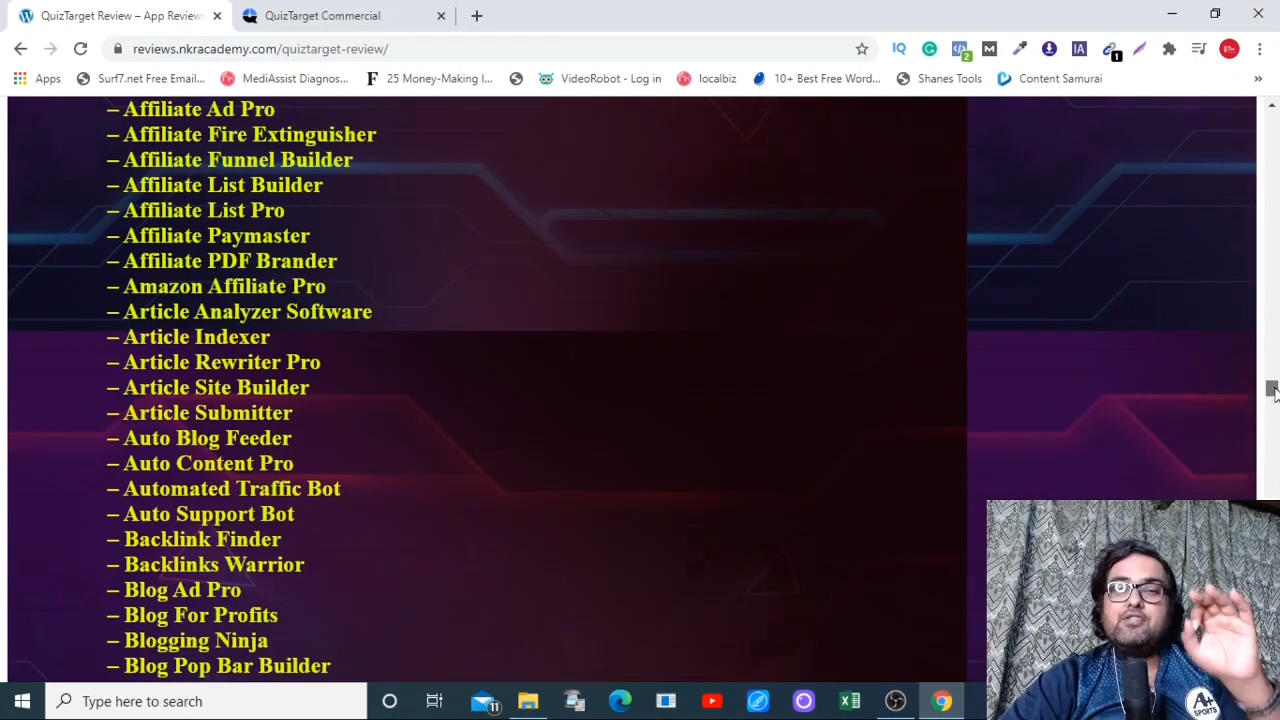 QuizTarget Review – App Review
QuizTarget Commercial
reviews.nkracademy.com/quiztarget-review/
Apps
Surf7.net Free Email...
MediAssist Diagnos...
25 Money-Making I...
VideoRobot - Log in
localbiz
10+ Best Free Word...
Shanes Tools
Content Samurai
– Affiliate Ad Pro
– Affiliate Fire Extinguisher
– Affiliate Funnel Builder
– Affiliate List Builder
– Affiliate List Pro
– Affiliate Paymaster
– Affiliate PDF Brander
– Amazon Affiliate Pro
– Article Analyzer Software
– Article Indexer
– Article Rewriter Pro
– Article Site Builder
– Article Submitter
– Auto Blog Feeder
– Auto Content Pro
– Automated Traffic Bot
– Auto Support Bot
– Backlink Finder
– Backlinks Warrior
– Blog Ad Pro
– Blog For Profits
– Blogging Ninja
– Blog Pop Bar Builder
A+
SPORTS
Type here to search
11